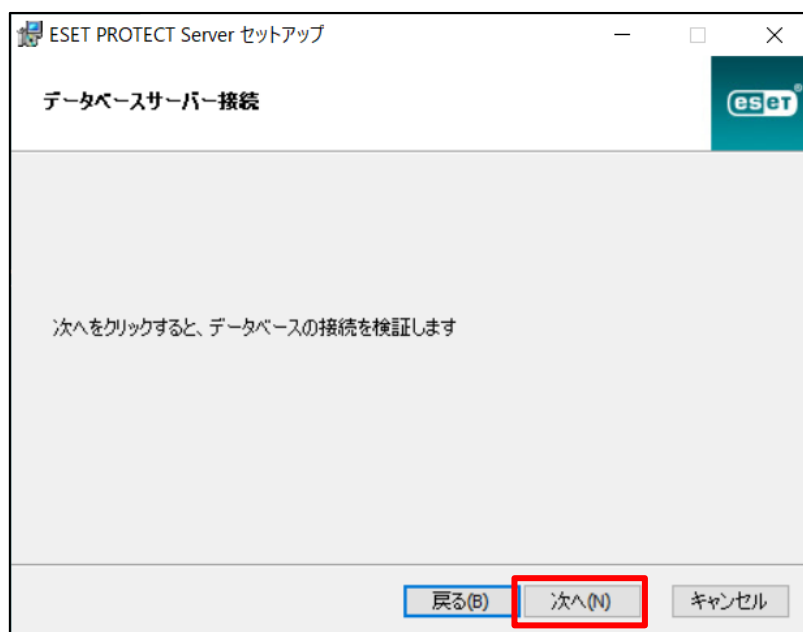 ESET PROTECT Server セットアップ
データベースサーバー接続
eset®
次へをクリックすると、データベースの接続を検証します
戻る(B)
次へ(N)
キャンセル